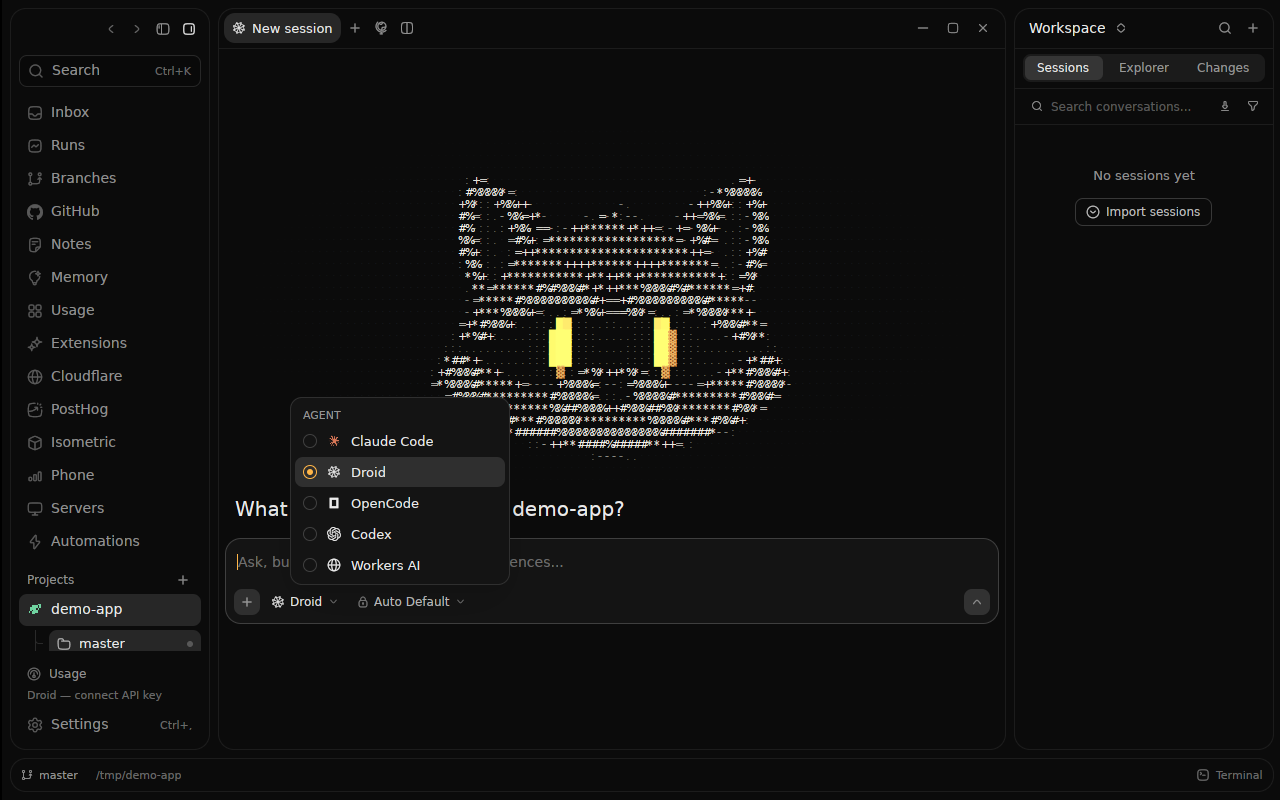 New session
Workspace
Search
Ctrl+K
Sessions
Explorer
Changes
Search conversations...
Inbox
Runs
Branches
GitHub
Notes
Memory
Usage
Extensions
Cloudflare
PostHog
Isometric
Phone
Servers
Automations
Projects
demo-app
master
Usage
Droid — connect API key
Settings
Ctrl+,
No sessions yet
Import sessions
AGENT
Claude Code
Droid
OpenCode
Codex
Workers AI
What demo-app?
Ask, bu ences...
Droid
Auto Default
master
/tmp/demo-app
Terminal